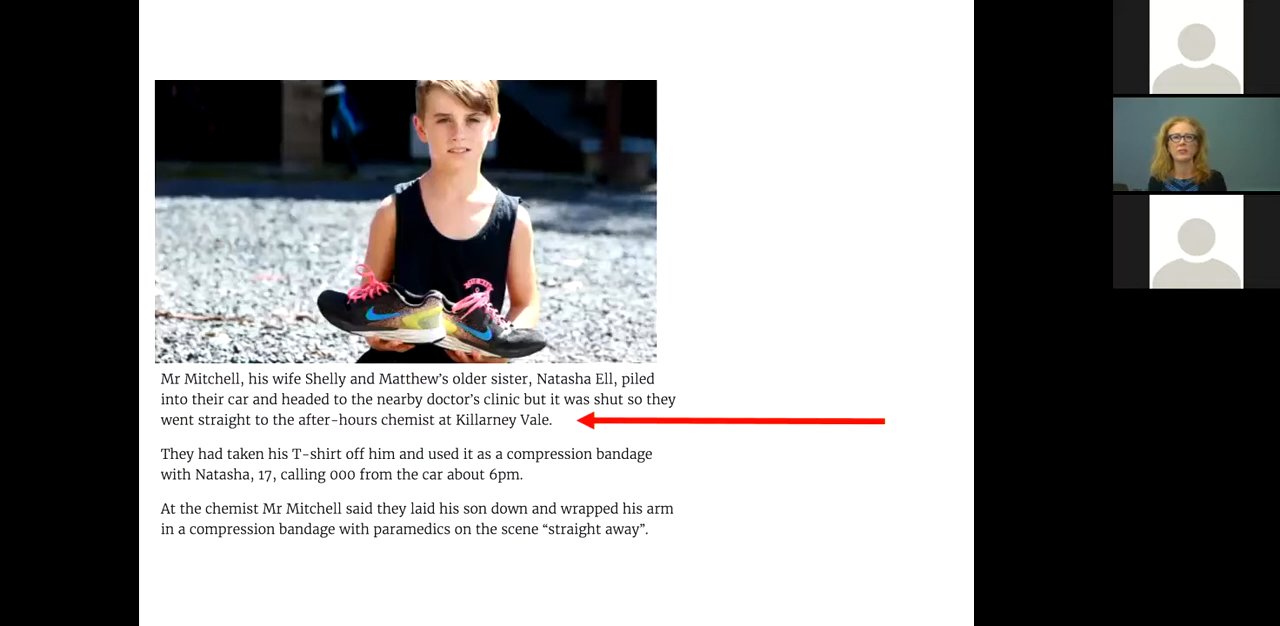 Mr Mitchell, his wife Shelly and Matthew’s older sister, Natasha Ell, piled
into their car and headed to the nearby doctor’s clinic but it was shut so they
went straight to the after-hours chemist at Killarney Vale.
They had taken his T-shirt off him and used it as a compression bandage
with Natasha, 17, calling 000 from the car about 6pm.
At the chemist Mr Mitchell said they laid his son down and wrapped his arm
in a compression bandage with paramedics on the scene “straight away”.